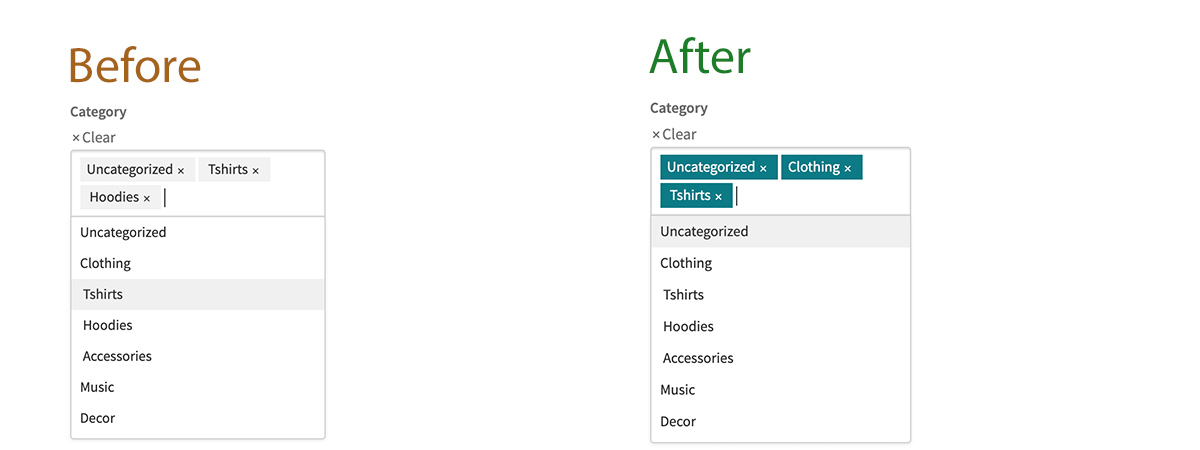 Before
Category
× Clear
Uncategorized × Tshirts ×
Hoodies ×
Uncategorized
Clothing
Tshirts
Hoodies
Accessories
Music
Decor
After
Category
× Clear
Uncategorized × Clothing ×
Tshirts ×
Uncategorized
Clothing
Tshirts
Hoodies
Accessories
Music
Decor